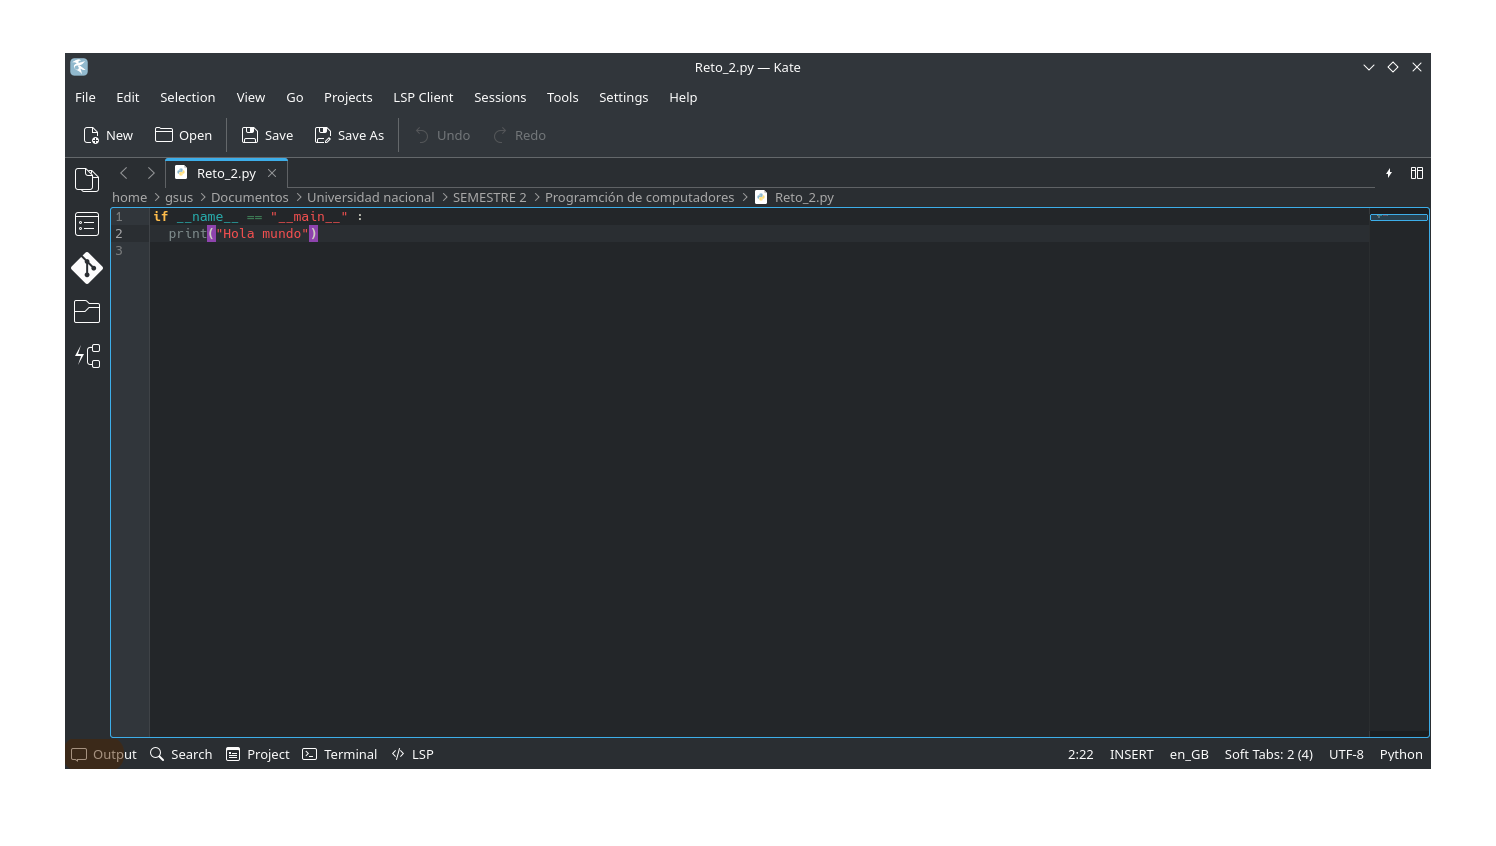 Reto_2.py — Kate
File Edit Selection View Go Projects LSP Client Sessions Tools Settings Help
New Open Save Save As Undo Redo
Reto_2.py
home > gsus > Documentos > Universidad nacional > SEMESTRE 2 > Programción de computadores > Reto_2.py
1 if __name__ == "__main__" :
2   print("Hola mundo")
3
Output Search Project Terminal LSP 2:22 INSERT en_GB Soft Tabs: 2 (4) UTF-8 Python